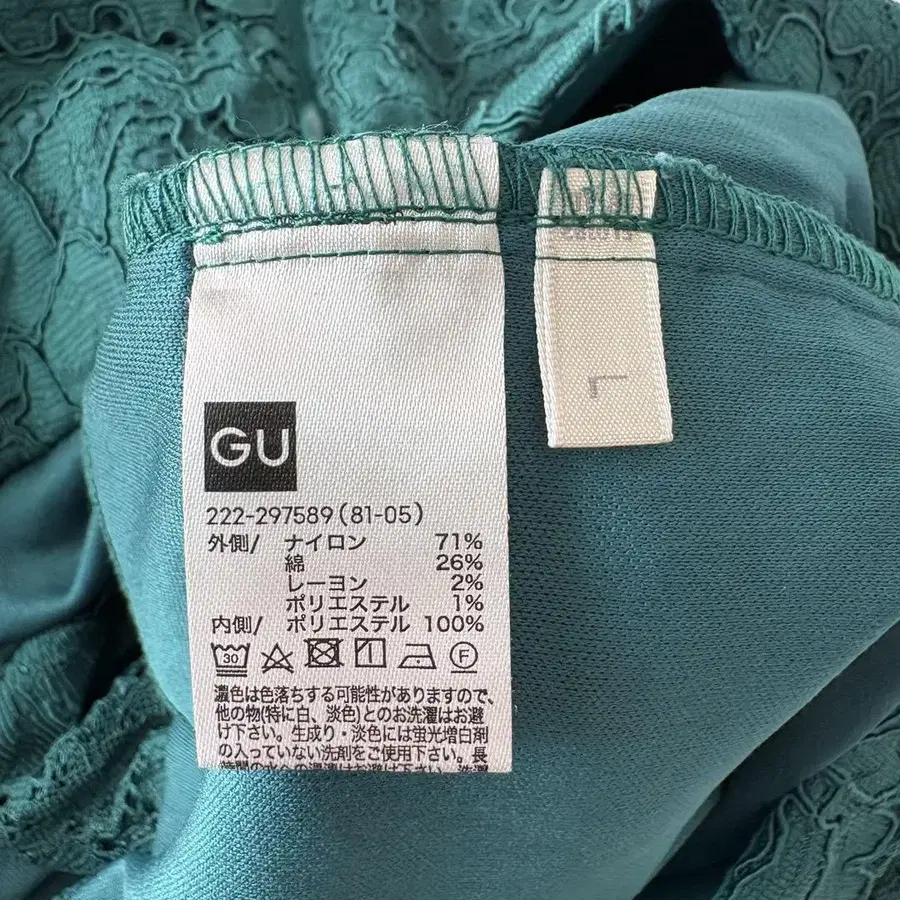 GU
222-297589(81-05)
外側/ ナイロン 71%
綿 26%
レーヨン 2%
ポリエステル 1%
内側/ ポリエステル 100%
30
F
濃色は色落ちする可能性がありますので、
他の物(特に白、淡色)とのお洗濯はお避
け下さい。生成り・淡色には蛍光増白剤
の入っていない洗剤をご使用下さい。長
L